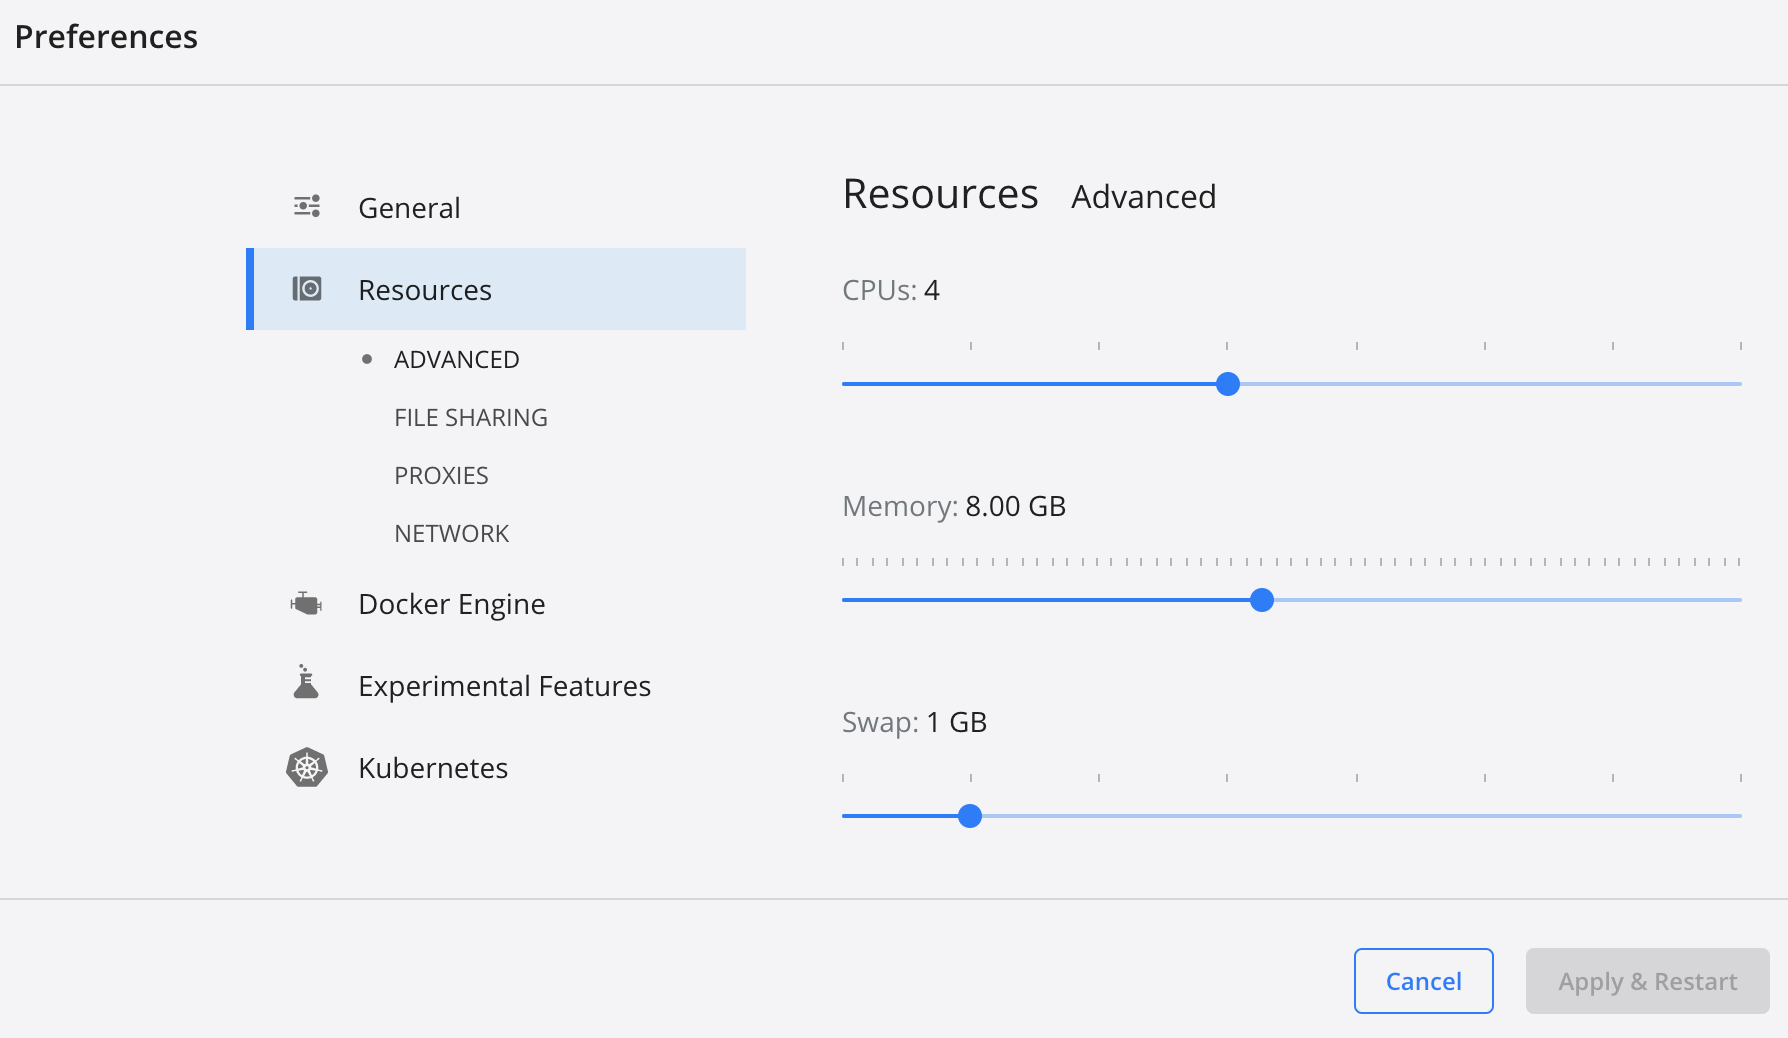 Preferences
General
Resources
ADVANCED
FILE SHARING
PROXIES
NETWORK
Docker Engine
Experimental Features
Kubernetes
Resources Advanced
CPUs: 4
Memory: 8.00 GB
Swap: 1 GB
Cancel
Apply & Restart